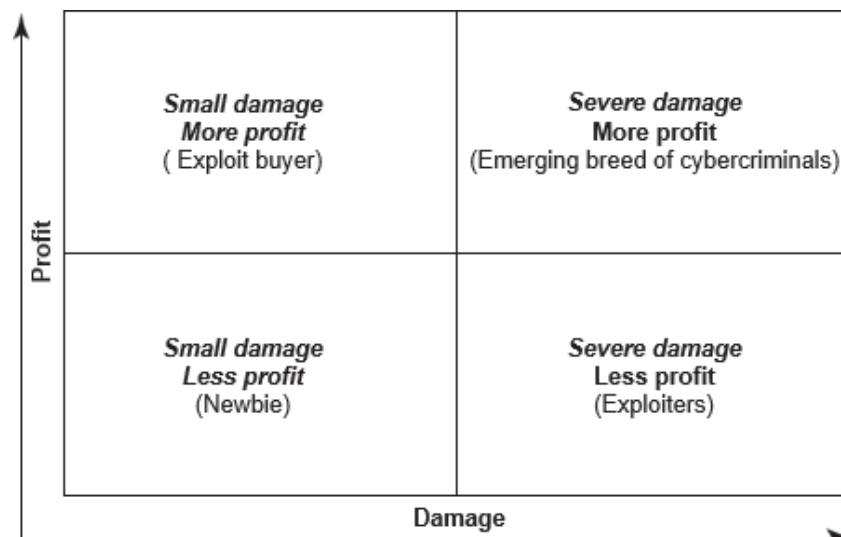 Small damage
More profit
( Exploit buyer)
Severe damage
More profit
(Emerging breed of cybercriminals)
Profit
Small damage
Less profit
(Newbie)
Severe damage
Less profit
(Exploiters)
Damage